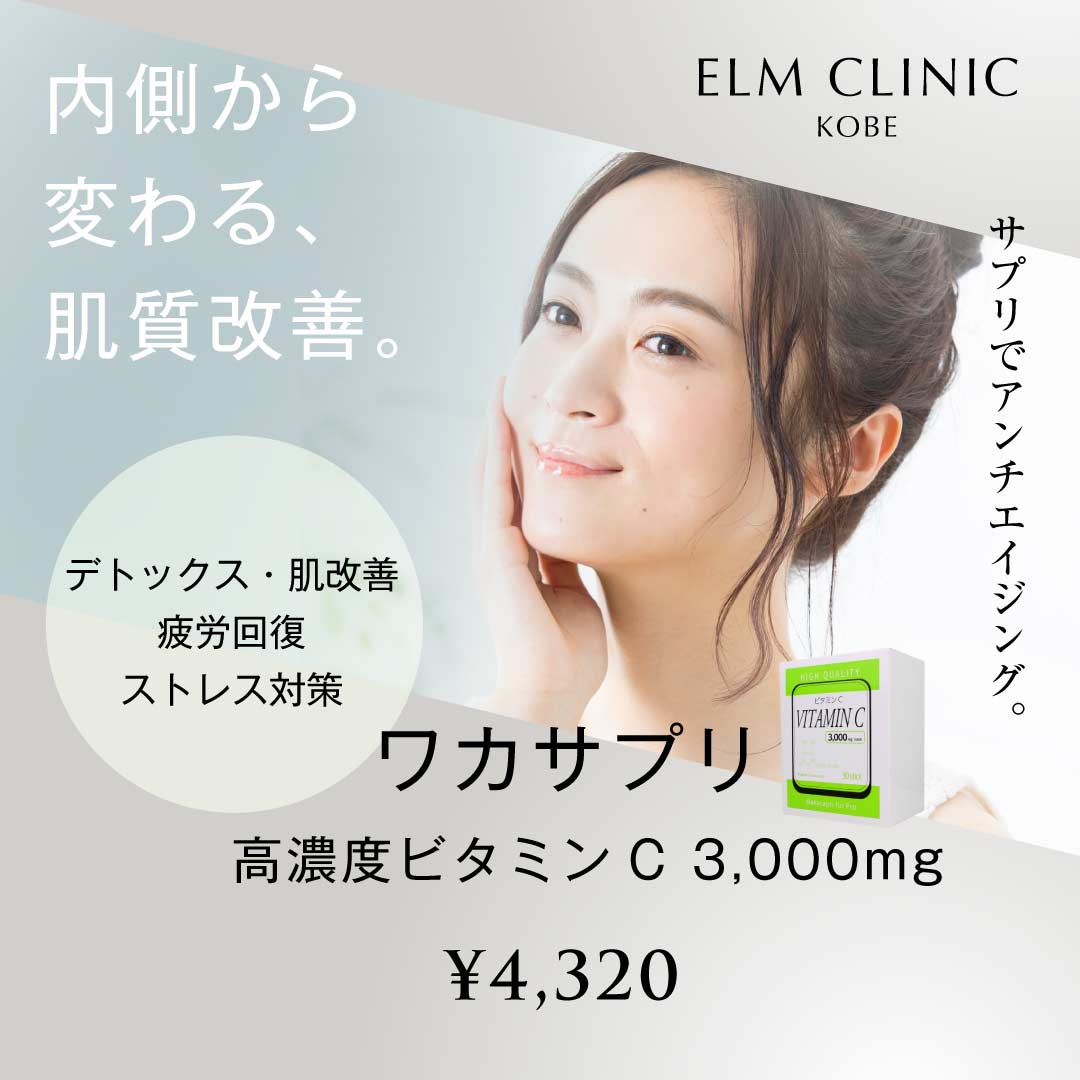 内側から
変わる、
肌質改善。
ELM CLINIC
KOBE
サプリでアンチエイジング。
デトックス・肌改善
疲労回復
ストレス対策
HIGH QUALITY
ビタミンC
VITAMIN C
3,000mg
ワカサプリ
高濃度ビタミンC 3,000mg
¥4,320